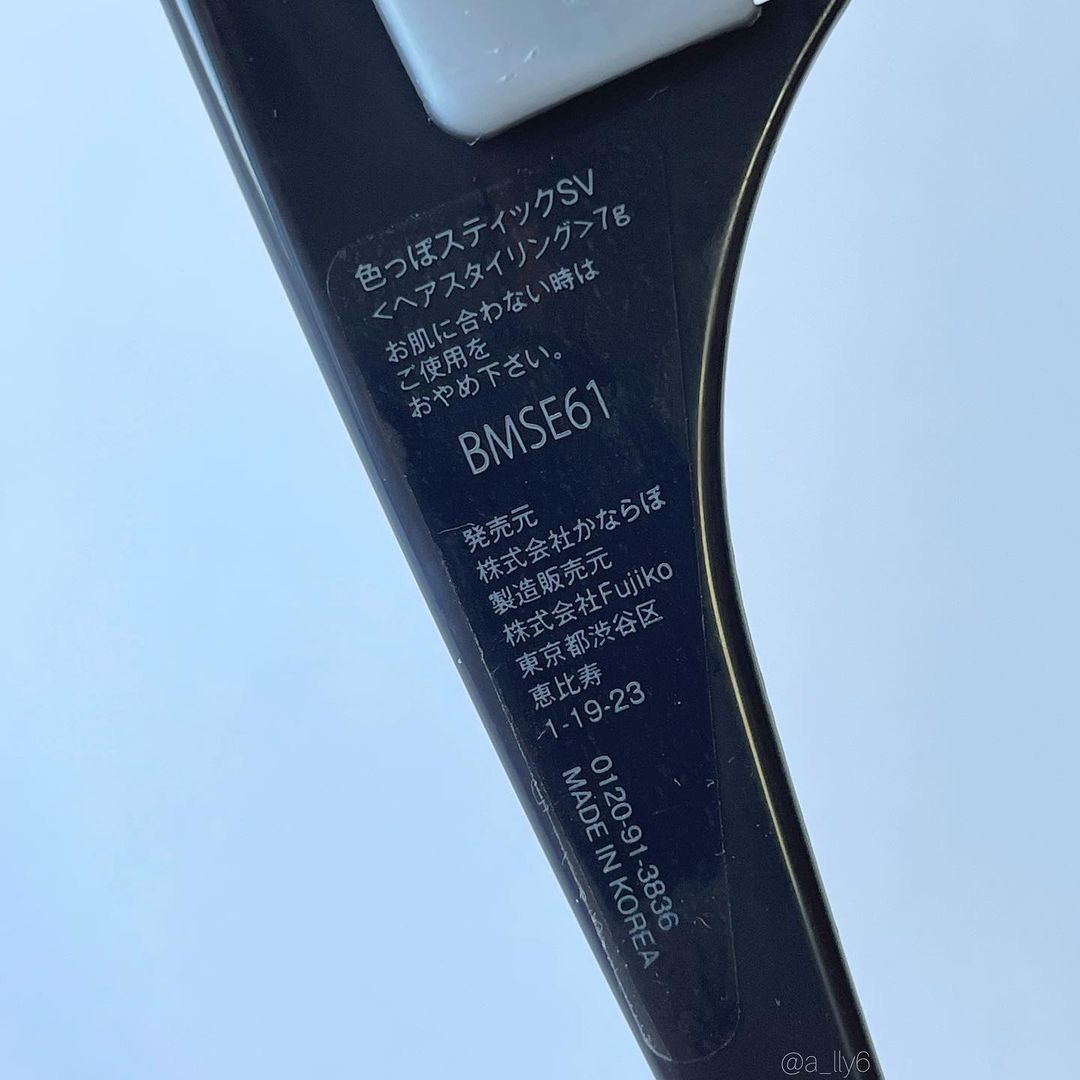 色っぽスティックSV
<ヘアスタイリング>7g
お肌に合わない時は
ご使用を
おやめ下さい。
BMSE61
発売元
株式会社かならぼ
製造販売元
株式会社Fujiko
東京都渋谷区
恵比寿
1-19-23
0120-91-3836
MADE IN KOREA
@a_lly6